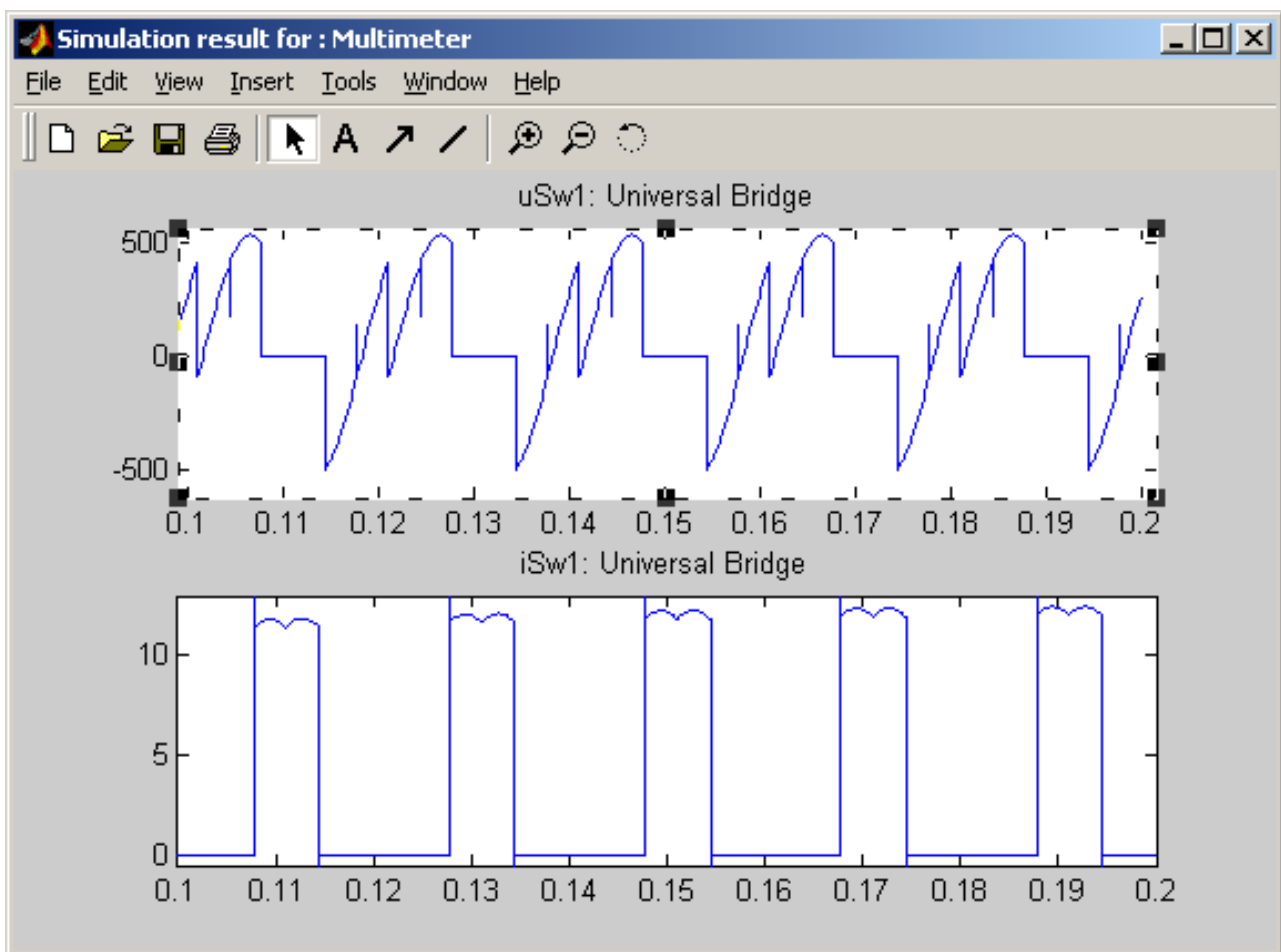 Simulation result for : Multimeter
File Edit View Insert Tools Window Help
A
uSw1: Universal Bridge
500
0
-500
0.1 0.11 0.12 0.13 0.14 0.15 0.16 0.17 0.18 0.19 0.2
iSw1: Universal Bridge
10
5
0
0.1 0.11 0.12 0.13 0.14 0.15 0.16 0.17 0.18 0.19 0.2